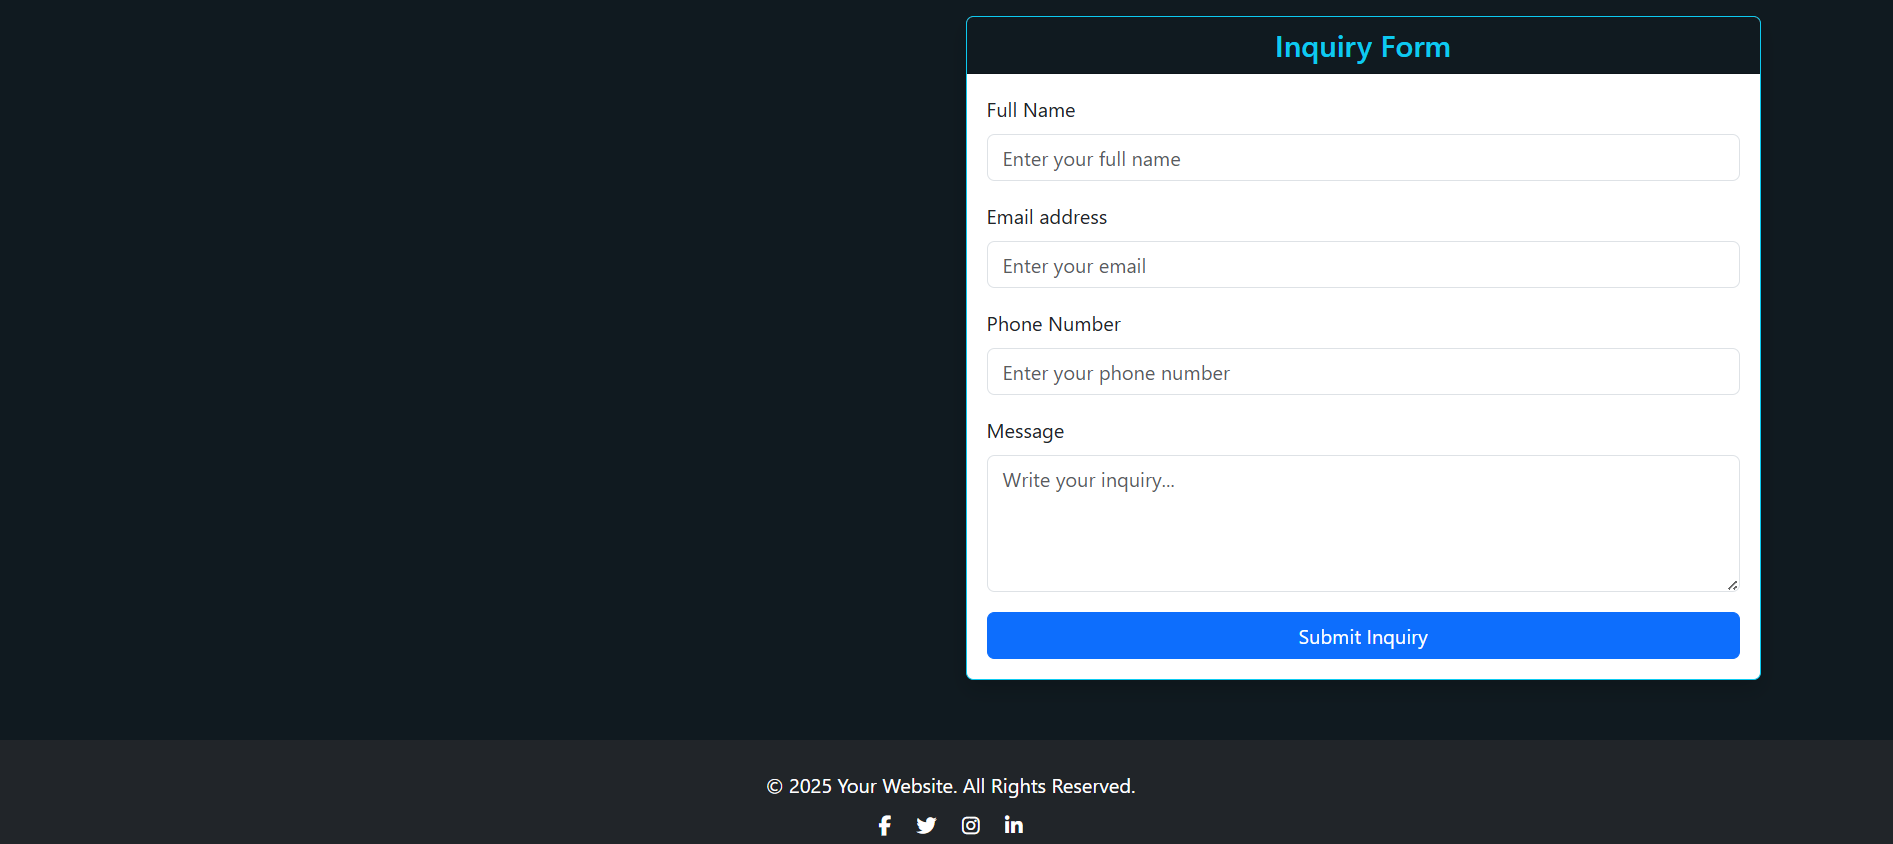 Inquiry Form
Full Name
Enter your full name
Email address
Enter your email
Phone Number
Enter your phone number
Message
Write your inquiry...
Submit Inquiry
© 2025 Your Website. All Rights Reserved.